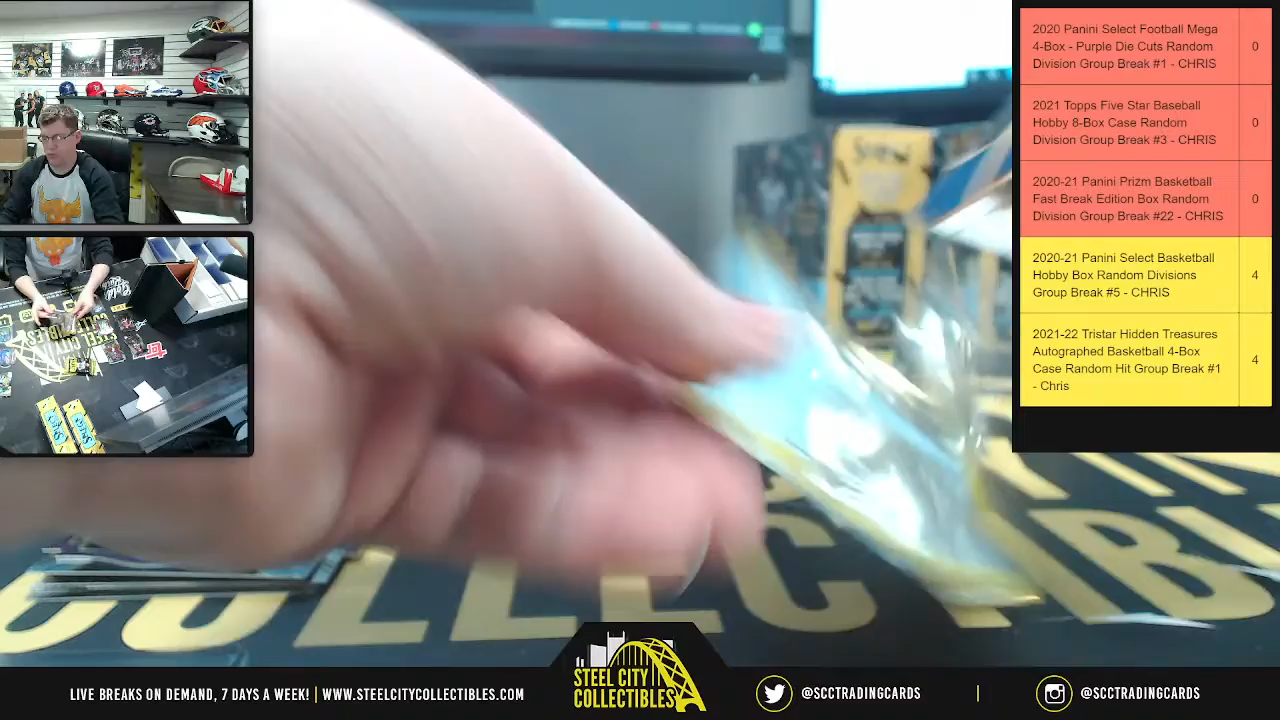 2020 Panini Select Football Mega
4-Box - Purple Die Cuts Random
Division Group Break #1 - CHRIS
0
2021 Topps Five Star Baseball
Hobby 8-Box Case Random
Division Group Break #3 - CHRIS
0
2020-21 Panini Prizm Basketball
Fast Break Edition Box Random
Division Group Break #22 - CHRIS
0
2020-21 Panini Select Basketball
Hobby Box Random Divisions
Group Break #5 - CHRIS
4
2021-22 Tristar Hidden Treasures
Autographed Basketball 4-Box
Case Random Hit Group Break #1
- Chris
4
LIVE BREAKS ON DEMAND, 7 DAYS A WEEK! | WWW.STEELCITYCOLLECTIBLES.COM
STEEL CITY
COLLECTIBLES
@SCCTRADINGCARDS
|
@SCCTRADINGCARDS